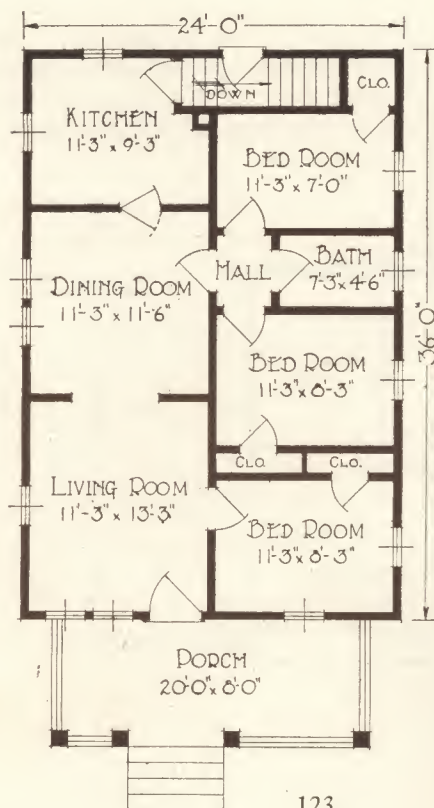 24'-0"
DOWN
CLO.
KITCHEN
11'-3" x 9'-3"
BED ROOM
11'-3" x 7'-0"
HALL
BATH
7'-3" x 4'-6"
DINING ROOM
11'-3" x 11'-6"
36'-0"
BED ROOM
11'-3" x 8'-3"
CLO.
CLO.
LIVING ROOM
11'-3" x 13'-3"
BED ROOM
11'-3" x 8'-3"
PORCH
20'-0" x 8'-0"
123